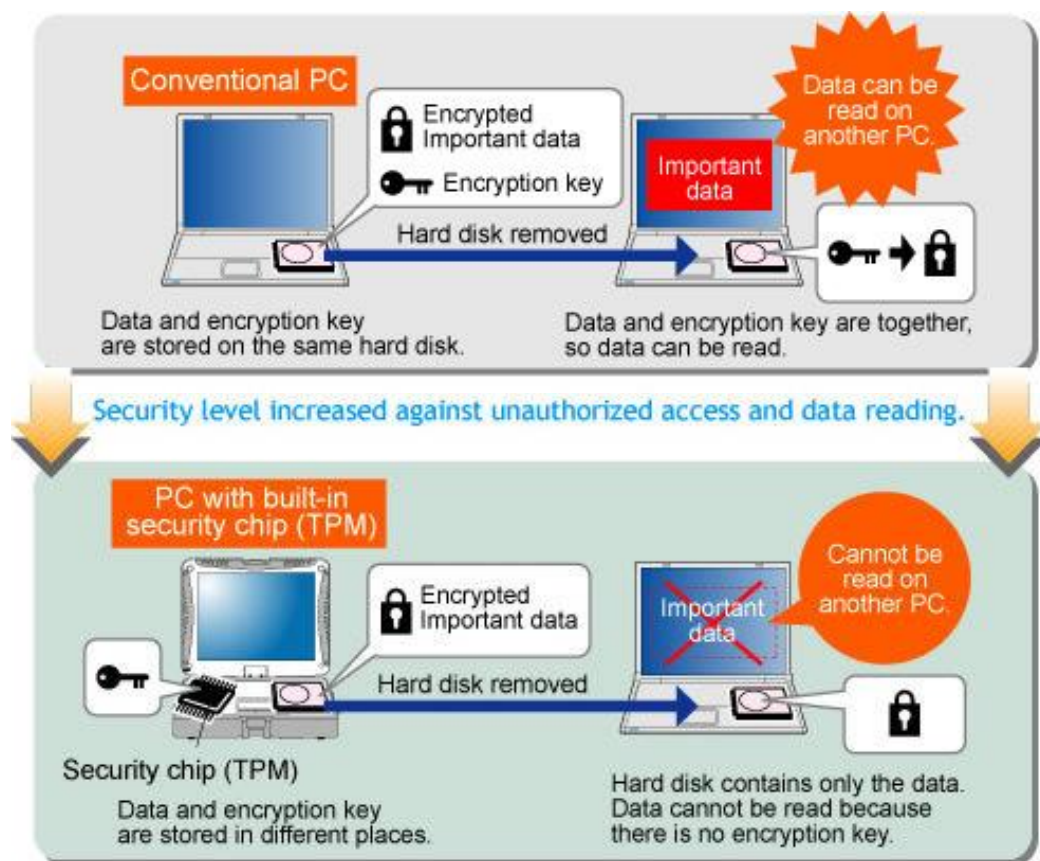 Conventional PC
Encrypted
Important data
Encryption key
Data can be
read on
another PC.
Important
data
Hard disk removed
Data and encryption key
are stored on the same hard disk.
Data and encryption key are together,
so data can be read.
Security level increased against unauthorized access and data reading.
PC with built-in
security chip (TPM)
Encrypted
Important data
Cannot be
read on
another PC.
Important
data
Hard disk removed
Security chip (TPM)
Data and encryption key
are stored in different places.
Hard disk contains only the data.
Data cannot be read because
there is no encryption key.